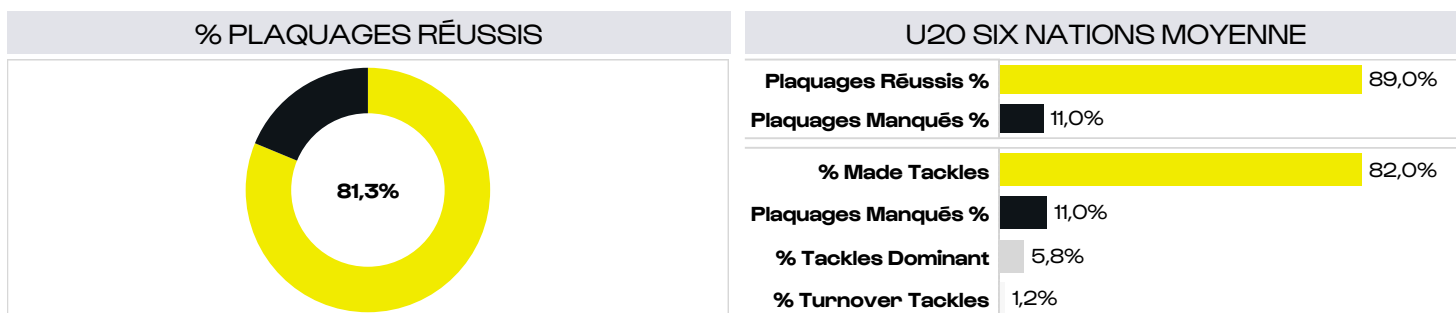 % PLAQUAGES RÉUSSIS
81,3%
U20 SIX NATIONS MOYENNE
Plaquages Réussis % 89,0%
Plaquages Manqués % 11,0%
% Made Tackles 82,0%
Plaquages Manqués % 11,0%
% Tackles Dominant 5,8%
% Turnover Tackles 1,2%